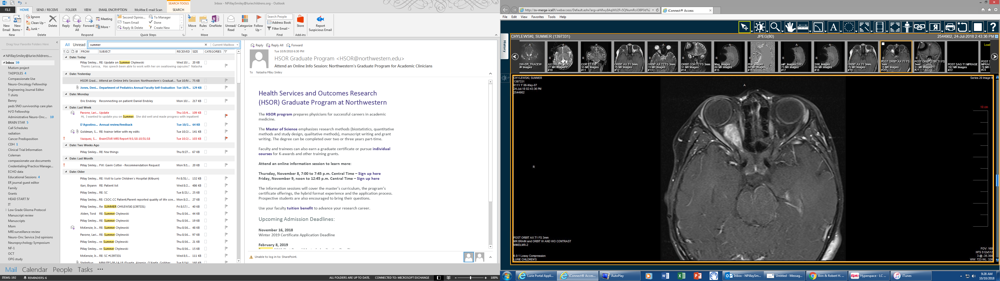 Inbox - NPillaySmiley@luriechildrens.org - Outlook
SEARCH TOOLS
FILE HOME SEND / RECEIVE FOLDER VIEW EMAIL ENCRYPTION McAfee E-mail Scan SEARCH
New Email
New Items
Ignore
Clean Up
Junk
Delete
Reply
Reply All
Forward
Meeting
More
Second Opinio...
Team Email
Reply & Delete
To Manager
Done
Create New
Move
Rules
OneNote
Unread/ Read
Categorize
Follow Up
Search People
Address Book
Filter Email
Store
Report Suspicious Email
New Delete Respond Quick Steps Move Tags Find Add-ins
Drag Your Favorite Folders Here
NPillaySmiley@luriechildrens....
Inbox 59
Mutism project
TADPOLES 4
Compassionate Use
Neuro-Oncology Fellowship
Engineering Journal Editor
T shirts
Benny
peds SNO survivorship care plan
H/O Fellowship
Administrative Neuro-Onc... 10
BRAIN STAR 5
Call Schedules
radiation
Cancer Predisposition
CDH 1
Clinical Trial Information
Coleman
compassionate use documents
Credentialing/Practice Manage...
ECHO data
Educational Sessions 4
ER journal guest editor
Family
Grants
HEAD START IV
IT
Low Grade Glioma Protocol
Manuscript review
Manuscripts
Mom
MRI surveillance review
Neuro-Onc Service 2nd opinions
Neuropsychology Symposium
NF-1
OCT
OPG study
All Unread summer Current Mailbox
FROM SUBJECT RECEIVED SIZE CATEGORIES
Date: Today
Pillay Smiley... RE: Update on Summer Chylewski Wed 10/... 20 KB
Thanks Larissa, Has speech been able to work with her on swallowing capsules? Natasha
Date: Yesterday
HSOR Grad... Attend an Online Info Session: Northwestern's Graduat... Tue 10/9/... 75 KB
Jones, Deni... Department of Pediatrics Annual Faculty Self-Evaluation Tue 10/9... 129 KB
Date: Monday
Eric Endsley Reconnecting on patient Daniel Endsley Mon 10/... 217 KB
Date: Last Week
Pavone, Lari... Update Thu 10/4... 109 KB
Hi, I wanted to update you on Summer. She did well and made progress with inpatient
D'Agostino... Annual review/feedback Tue 10/2... 64 KB
Goldman, S... RE: trainor letter with my edits Tue 10/2/... 141 KB
Vazquez, S... BrainSTAR MRI Report 9/1/18-10/31/18 Tue 10/2/... 103 KB
Date: Two Weeks Ago
Pillay Smiley... RE: few things Thu 9/27... 67 KB
Date: Last Month
Pillay Smiley... FW: Gavin Cotter - Recommendation Request Mon 9/1... 20 KB
Date: Older
Pillay Smiley... RE: Visit to Lurie Children's Hospital (Kilburn) Fri 8/31/... 132 KB
Karr, Bryann RE: Patient list Wed 8/2... 486 KB
Pillay Smiley... RE: SC Tue 8/21/... 25 KB
Pillay Smiley... RE: CSOC-CC Patient/Parent reported quality of life scre... Mon 8/2... 27 KB
Pillay Smiley... Re: SUMMER CHYLEWSKI (1397331) Fri 8/17/... 40 KB
Alden, Tord RE: Summer Chylewski Thu 8/16... 44 KB
Pillay Smiley... RE: Summer Chylewski Thu 8/16... 19 KB
McKenzie, Ir... RE: Summer Chylewski Thu 8/16... 48 KB
Pavone, Lari... RE: Summer Chylewski Thu 8/16... 97 KB
Pillay Smiley... re: Summer Chylewski Thu 8/16... 21 KB
Pillay Smiley... re: Summer Chylewski Thu 8/16... 15 KB
McKenzie, Ir... RE: SC #1397331 Wed 8/1... 111 KB
Reply Reply All Forward
Tue 10/9/2018 6:30 PM
HSOR Graduate Program <HSOR@northwestern.edu>
Attend an Online Info Session: Northwestern's Graduate Program for Academic Clinicians
To Natasha Pillay Smiley
Health Services and Outcomes Research
(HSOR) Graduate Program at Northwestern
The HSOR program prepares physicians for successful careers in academic
medicine.
The Master of Science emphasizes research methods (biostatistics, quantitative
methods and study design, qualitative methods), manuscript writing and grant
writing. The degree can be completed over two or three years part-time.
Faculty and trainees can also earn a graduate certificate or pursue individual
courses for K-awards and other training grants.
Attend an online information session to learn more:
Thursday, November 8, 7:00 to 7:45 p.m. Central Time – Sign up here
Friday, November 9, noon to 12:45 p.m. Central Time – Sign up here
The information sessions will cover the master's curriculum, the program's
certificate offerings, the hybrid format experience and the application process.
Prospective students are also encouraged to bring their questions.
Use your faculty tuition benefit to advance your research career.
Upcoming Admission Deadlines:
November 16, 2018
Winter 2019 Certificate Application Deadline
February 8, 2019
Unable to log in to: SharePoint.
Mail Calendar People Tasks ...
ITEMS: 192 REMINDERS: 6 ALL FOLDERS ARE UP TO DATE. CONNECTED TO: MICROSOFT EXCHANGE 100%
iConnect® Access
File Edit View Favorites Tools Help
History
CHYLEWSKI, SUMMER (1397331) JPEG(80) 2544902, 24-Jul-2018 2:43:36 PM
COR T2 TSE
33 MR Images
#11
ORBIT AX T1 3mm
15 MR Images
#12
ORBIT AX T2 FS 3mm
15 MR Images
#13
ORBIT COR T2 FS 3mm
31 MR Images
#14
Mag_Images
80 MR Images
#15
Pha_Images
80 MR Images
#16
mIP_Images(SW)
73 MR Images
#17
SWI_Images
80 MR Images
#18
ORBIT AX T1 3mm
15 MR Images
#19
POST ORBIT AX T1 FS 3mm
15 MR Images
#20
POST ORBIT COR T1 FS 3mm
31 MR Images
#21
POST SAG T1 MPRAGE
192 MR Images
#22
#23
CHYLEWSKI, SUMMER
1397331
011Y F 06-May-07
24-Jul-18 02:43:36 PM
2544902
Series 20 Image 9
A
10 cm
R
POST ORBIT AX T1 FS 3mm
MR BRAIN and ORBIT W AND WO CONTRAST
MIMDLMR-2
6.0:1 Lossy Compression
LURIE CHILDREN'S
FOV: 160
HFS 512x512
3 @ -35.308
WW: 723 WL: 326
Lurie Portal Appli...
iConnect® Acces...
AutoPlay
Inbox - NPillaySm...
Untitled - Messag...
Ann & Robert H. ...
Hyperspace - LC ...
iTunes
9:28 AM
10/10/2018